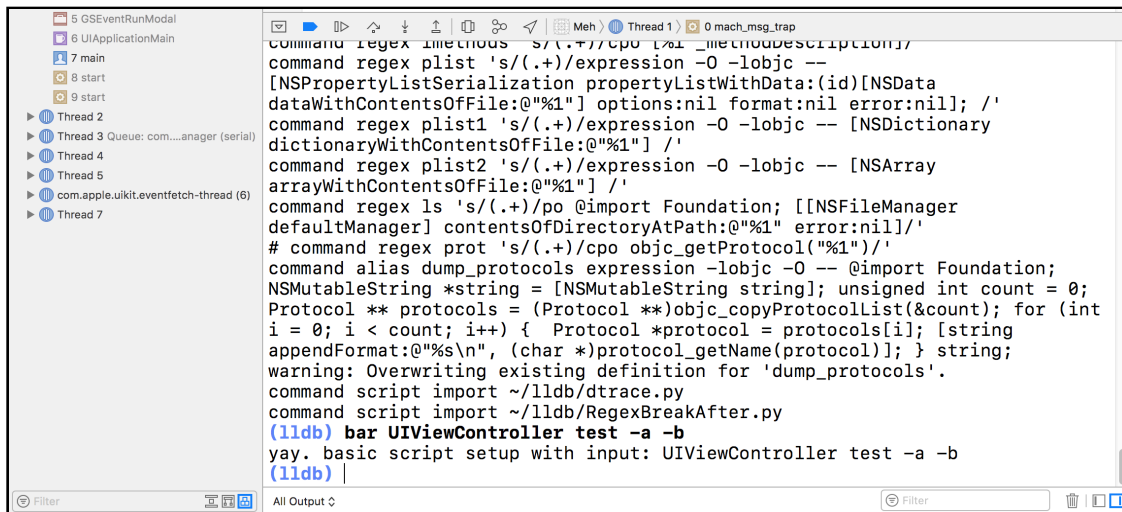 5 GSEventRunModal
6 UIApplicationMain
7 main
8 start
9 start
Thread 2
Thread 3 Queue: com....anager (serial)
Thread 4
Thread 5
com.apple.uikit.eventfetch-thread (6)
Thread 7
Filter
Meh 〉 Thread 1 〉 0 mach_msg_trap
command regex imethods 's/(.+)/cpo [%1 _methodDescription]/'
command regex plist 's/(.+)/expression -O -lobjc --
[NSPropertyListSerialization propertyListWithData:(id)[NSData
dataWithContentsOfFile:@"%1"] options:nil format:nil error:nil]; /'
command regex plist1 's/(.+)/expression -O -lobjc -- [NSDictionary
dictionaryWithContentsOfFile:@"%1"] /'
command regex plist2 's/(.+)/expression -O -lobjc -- [NSArray
arrayWithContentsOfFile:@"%1"] /'
command regex ls 's/(.+)/po @import Foundation; [[NSFileManager
defaultManager] contentsOfDirectoryAtPath:@"%1" error:nil]/'
# command regex prot 's/(.+)/cpo objc_getProtocol("%1")/'
command alias dump_protocols expression -lobjc -O -- @import Foundation;
NSMutableString *string = [NSMutableString string]; unsigned int count = 0;
Protocol ** protocols = (Protocol **)objc_copyProtocolList(&count); for (int
i = 0; i < count; i++) {  Protocol *protocol = protocols[i]; [string
appendFormat:@"%s\n", (char *)protocol_getName(protocol)]; } string;
warning: Overwriting existing definition for 'dump_protocols'.
command script import ~/lldb/dtrace.py
command script import ~/lldb/RegexBreakAfter.py
(lldb) bar UIViewController test -a -b
yay. basic script setup with input: UIViewController test -a -b
(lldb)
All Output
Filter